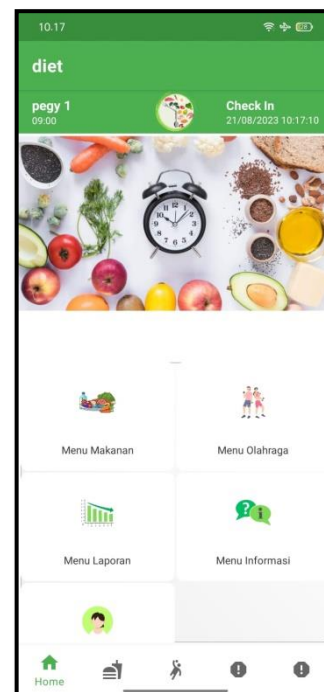 10.17
diet
pegy 1
09:00
Check In
21/08/2023 10:17:10
Menu Makanan
Menu Olahraga
Menu Laporan
Menu Informasi
Home